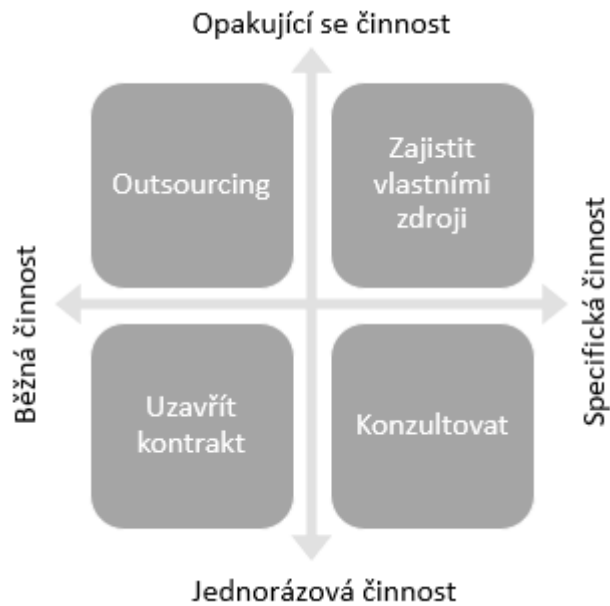 Opakující se činnost
Outsourcing
Zajistit
vlastními
zdroji
Běžná činnost
Specifická činnost
Uzavřít
kontrakt
Konzultovat
Jednorázová činnost